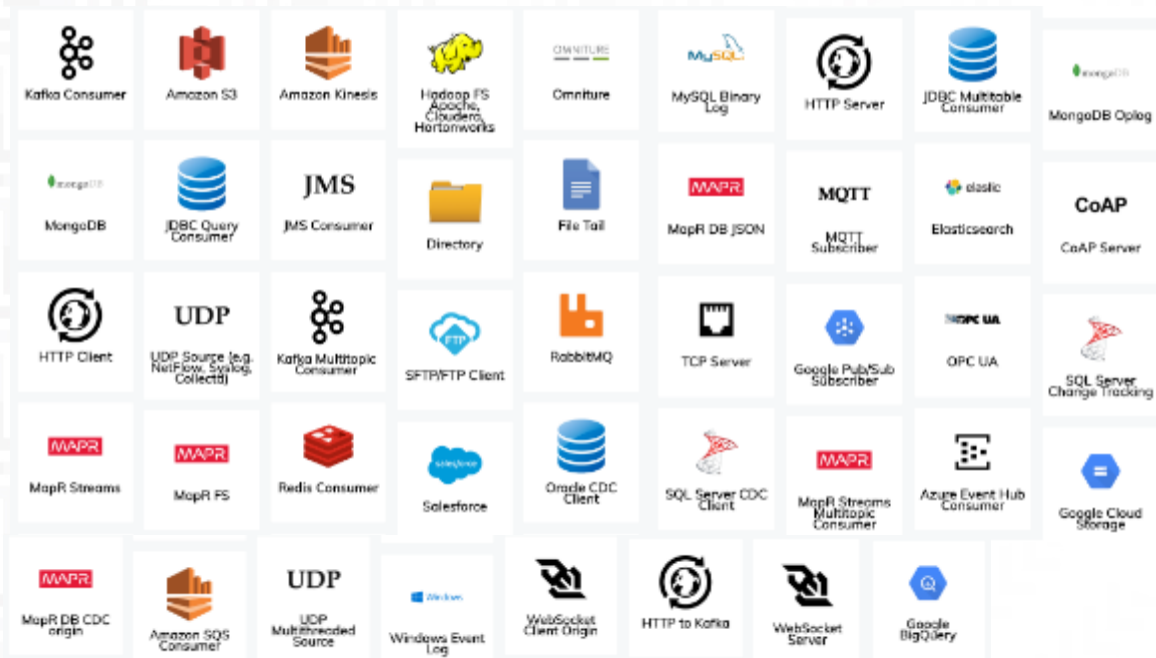 Kafka Consumer
Amazon S3
Amazon Kinesis
Hadoop FS
Apache,
Cloudera,
Hortonworks
OMNITURE
Omniture
MySQL
MySQL Binary
Log
HTTP Server
JDBC Multitable
Consumer
mongoDB
MongoDB Oplog
mongoDB
MongoDB
JDBC Query
Consumer
JMS
JMS Consumer
Directory
File Tail
MAPR
MapR DB JSON
MQTT
MQTT
Subscriber
elastic
Elasticsearch
CoAP
CoAP Server
HTTP Client
UDP
UDP Source (e.g.
NetFlow, Syslog,
Collectd)
Kafka Multitopic
Consumer
FTP
SFTP/FTP Client
RabbitMQ
TCP Server
Google Pub/Sub
Subscriber
OPC UA
OPC UA
SQL Server
Change Tracking
MAPR
MapR Streams
MAPR
MapR FS
Redis Consumer
salesforce
Salesforce
Oracle CDC
Client
SQL Server CDC
Client
MAPR
MapR Streams
Multitopic
Consumer
Azure Event Hub
Consumer
Google Cloud
Storage
MAPR
MapR DB CDC
origin
Amazon SQS
Consumer
UDP
UDP
Multithreaded
Source
Windows
Windows Event
Log
WebSocket
Client Origin
HTTP to Kafka
WebSocket
Server
Google
BigQuery